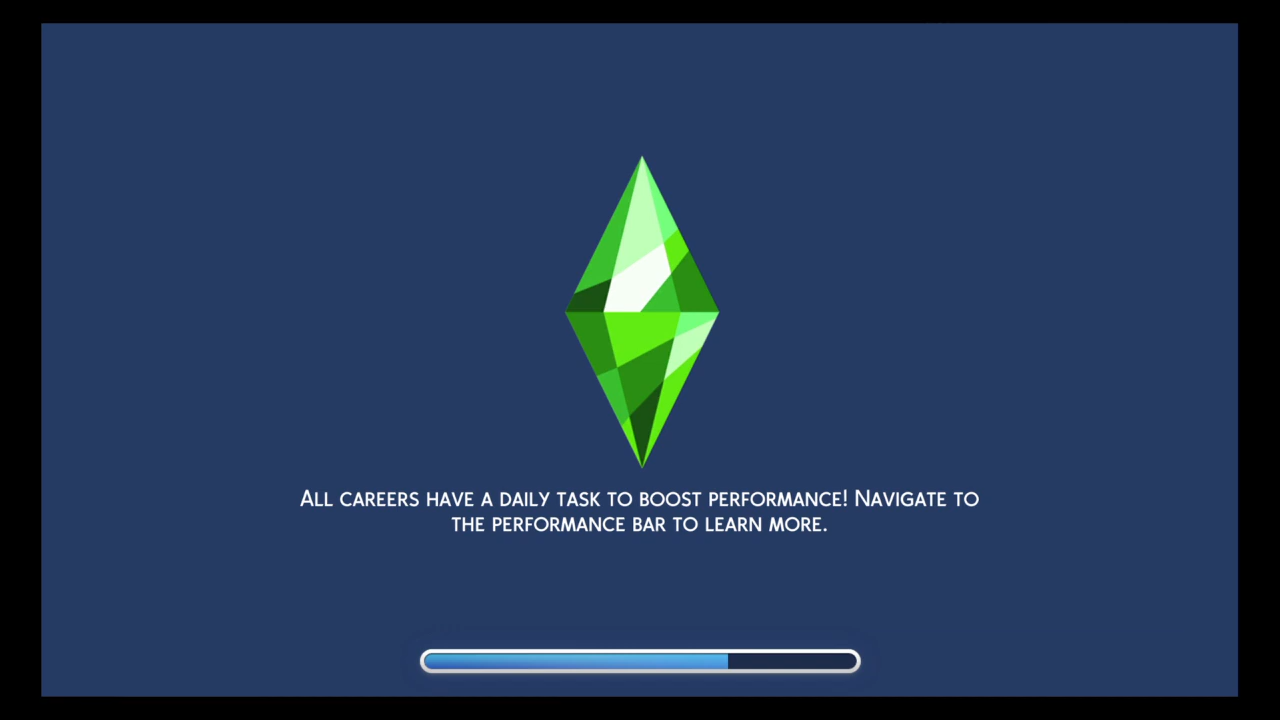 All careers have a daily task to boost performance! Navigate to
the performance bar to learn more.